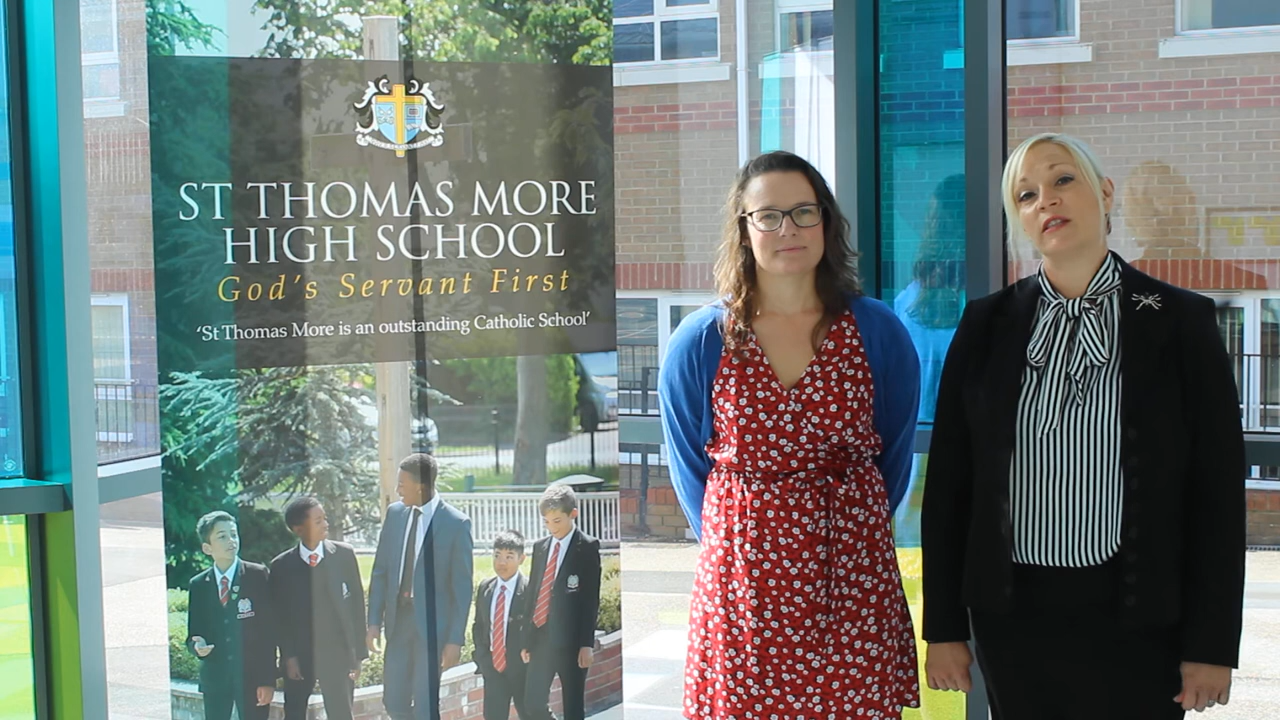 ST THOMAS MORE
HIGH SCHOOL
God's Servant First
'St Thomas More is an outstanding Catholic School'